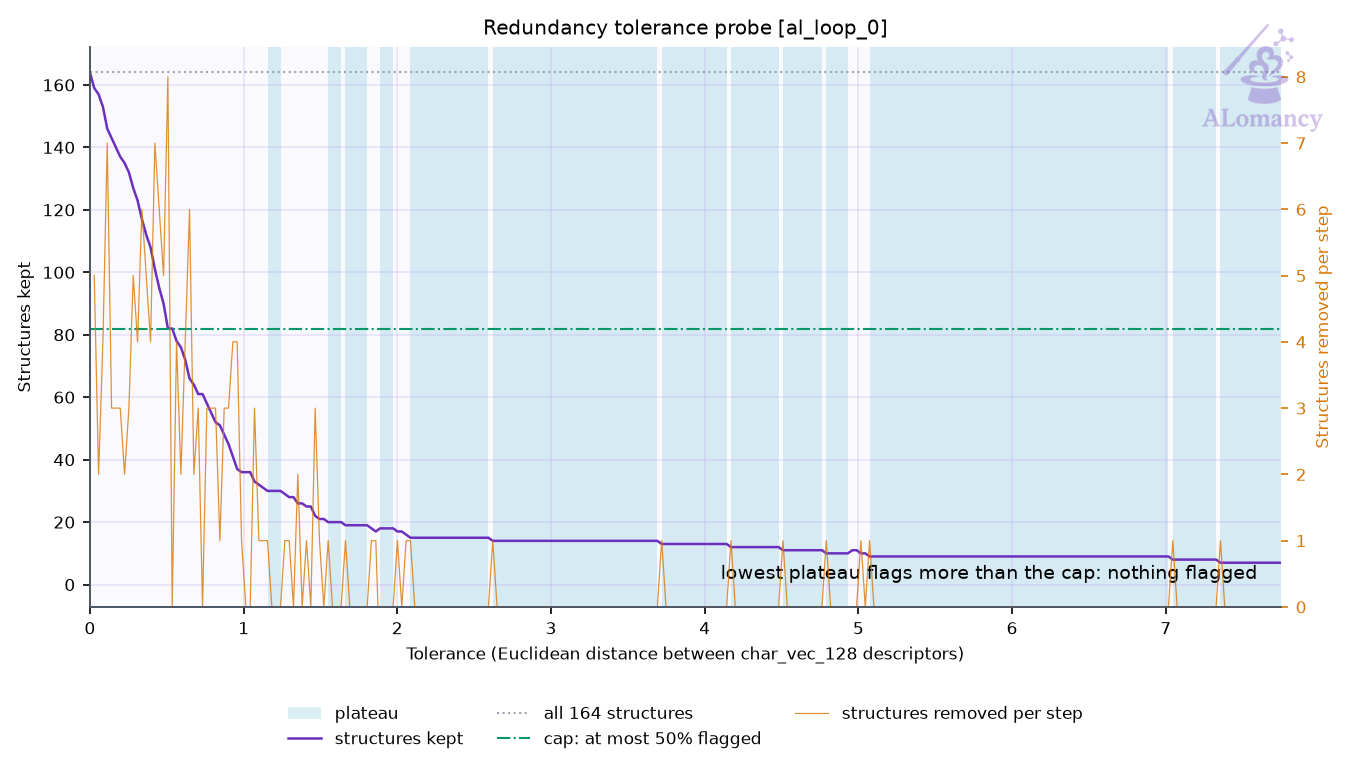 Redundancy tolerance probe [al_loop_0]
ALomancy
Structures kept
160
140
120
100
80
60
40
20
0
8
7
6
5
4
3
2
1
0
Structures removed per step
lowest plateau flags more than the cap: nothing flagged
0 1 2 3 4 5 6 7
Tolerance (Euclidean distance between char_vec_128 descriptors)
plateau
structures kept
all 164 structures
cap: at most 50% flagged
structures removed per step